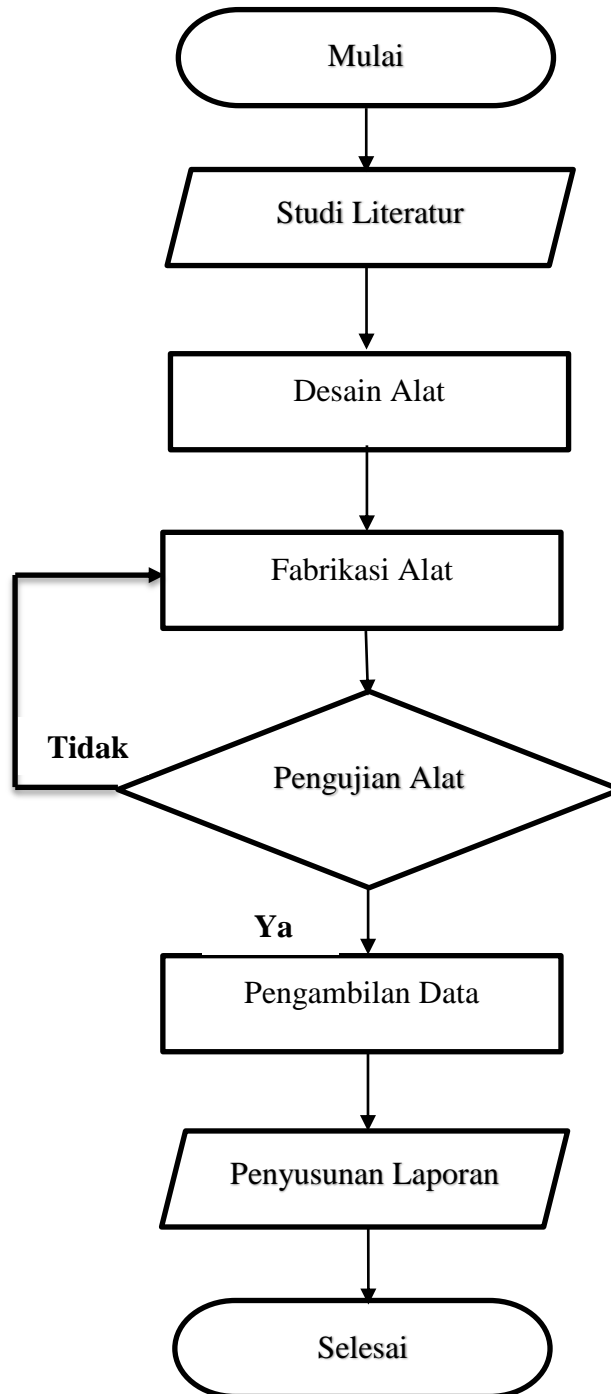 Mulai
Studi Literatur
Desain Alat
Fabrikasi Alat
Tidak
Pengujian Alat
Ya
Pengambilan Data
Penyusunan Laporan
Selesai